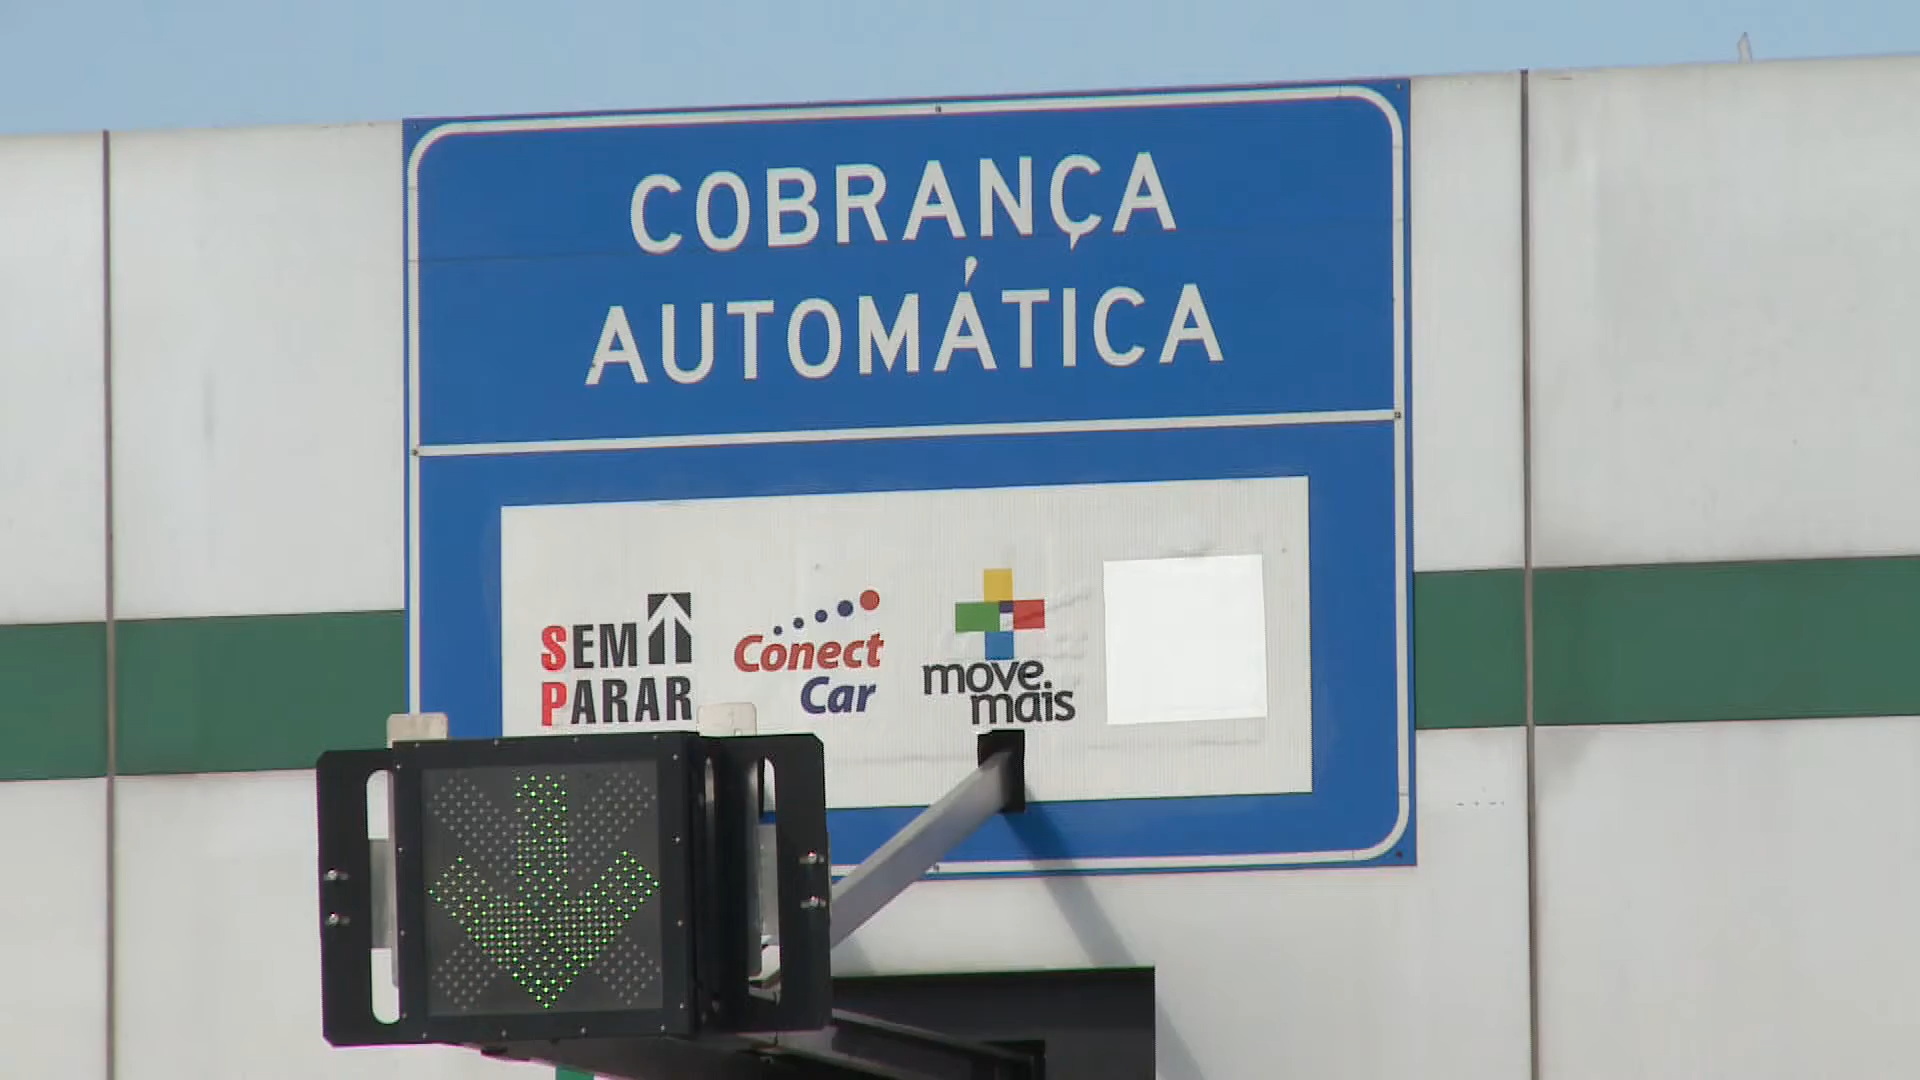 COBRANÇA
AUTOMÁTICA
SEM
PARAR
Conect
Car
move
mais